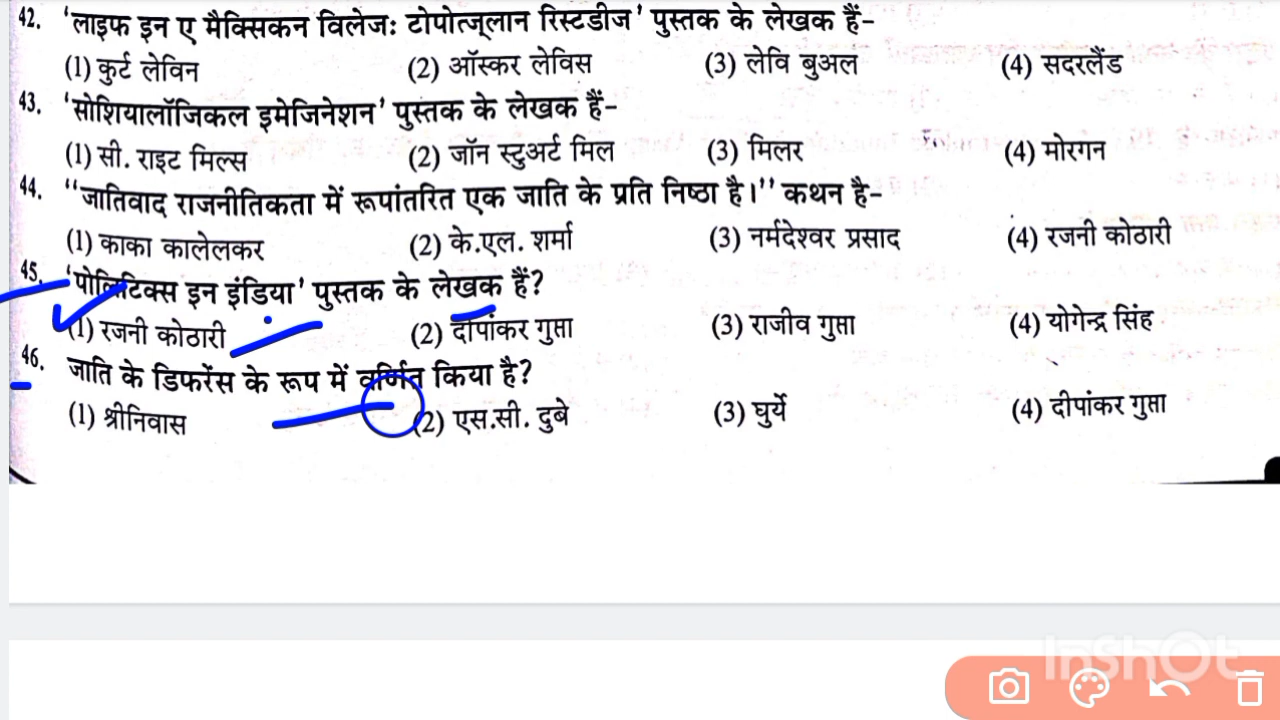 42. 'लाइफ इन ए मैक्सिकन विलेजः टोपोत्जूलान रिस्टडीज' पुस्तक के लेखक हैं-
(1) कुर्ट लेविन (2) ऑस्कर लेविस (3) लेवि बुअल (4) सदरलैंड
43. 'सोशियालॉजिकल इमेजिनेशन' पुस्तक के लेखक हैं-
(1) सी. राइट मिल्स (2) जॉन स्टुअर्ट मिल (3) मिलर (4) मोरगन
44. "जातिवाद राजनीतिकता में रूपांतरित एक जाति के प्रति निष्ठा है।" कथन है-
(1) काका कालेलकर (2) के.एल. शर्मा (3) नर्मदेश्वर प्रसाद (4) रजनी कोठारी
45. 'पोलिटिक्स इन इंडिया' पुस्तक के लेखक हैं?
(1) रजनी कोठारी (2) दीपांकर गुप्ता (3) राजीव गुप्ता (4) योगेन्द्र सिंह
46. जाति के डिफरेंस के रूप में वर्णित किया है?
(1) श्रीनिवास (2) एस.सी. दुबे (3) घुर्ये (4) दीपांकर गुप्ता
InShOt